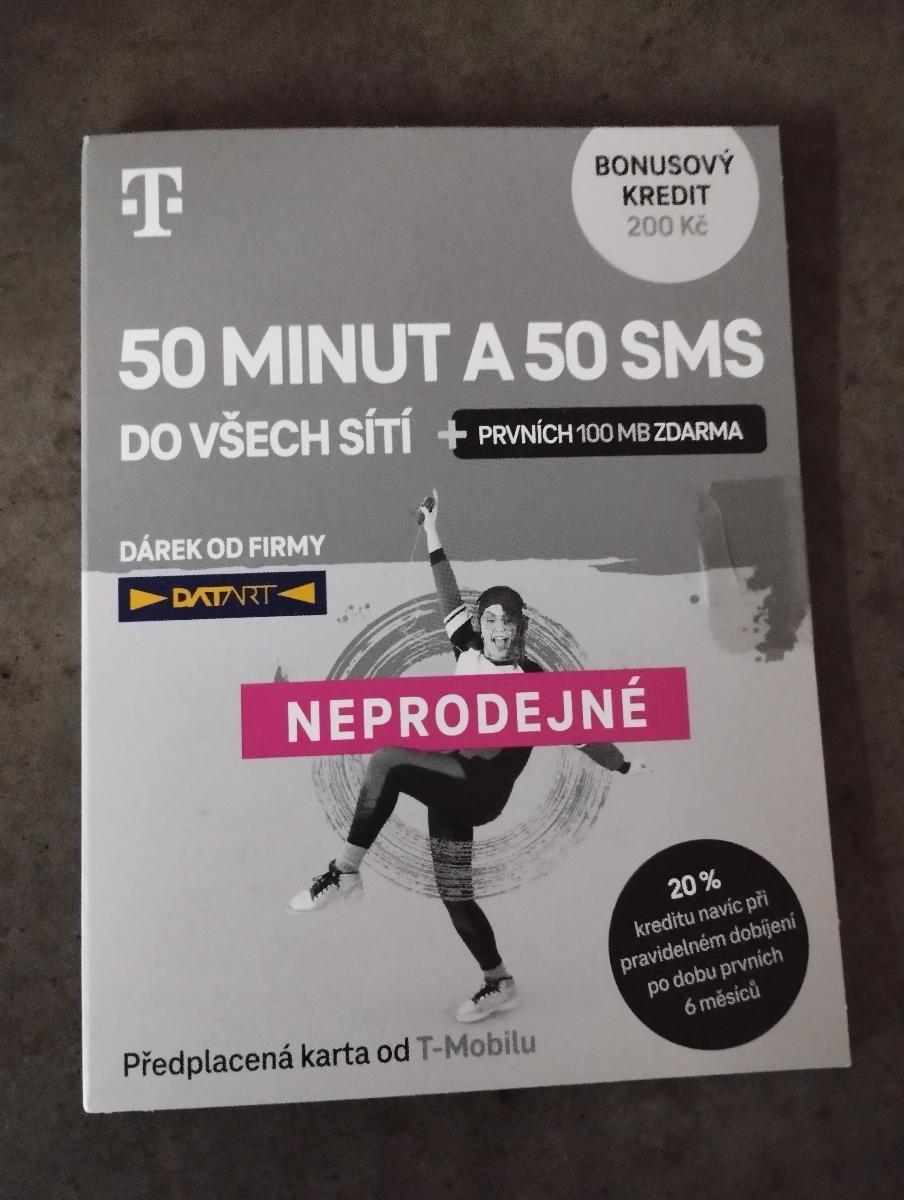 T
BONUSOVÝ
KREDIT
200 Kč
50 MINUT A 50 SMS
DO VŠECH SÍTÍ + PRVNÍCH 100 MB ZDARMA
DÁREK OD FIRMY
DATART
NEPRODEJNÉ
20 %
kreditu navíc při
pravidelném dobíjení
po dobu prvních
6 měsíců
Předplacená karta od T-Mobilu